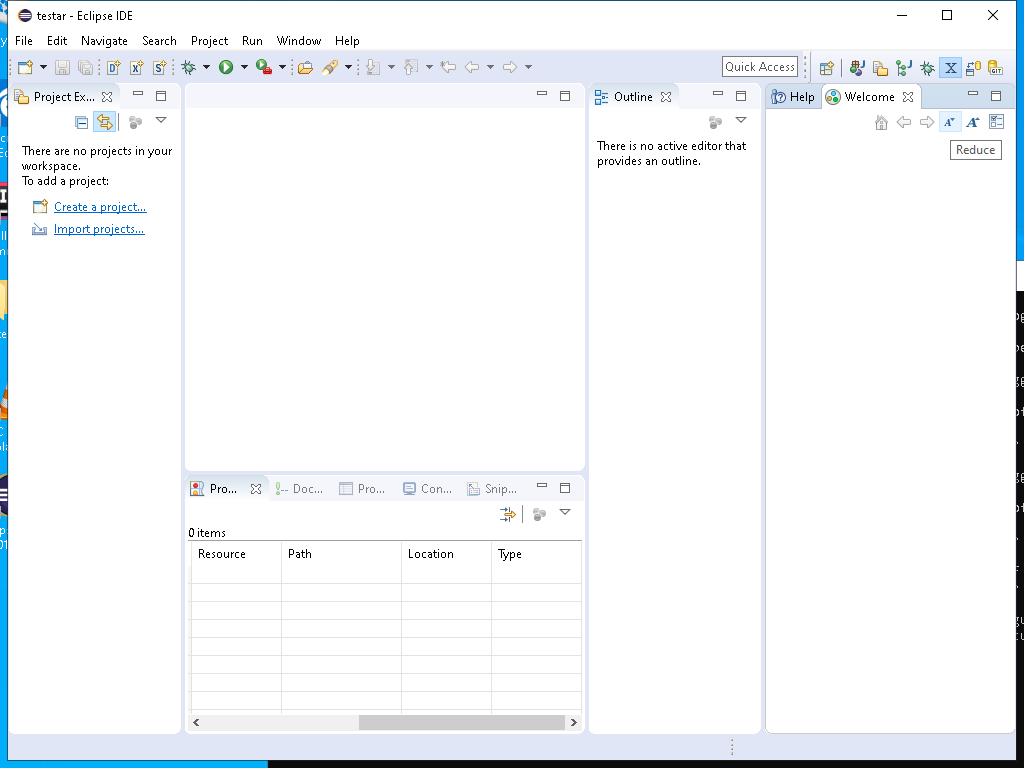 testar - Eclipse IDE
File Edit Navigate Search Project Run Window Help
Quick Access
Project Ex...
Outline
Help
Welcome
There are no projects in your
workspace.
To add a project:
Create a project...
Import projects...
There is no active editor that
provides an outline.
Reduce
Pro...
Doc...
Pro...
Con...
Snip...
0 items
Resource Path Location Type